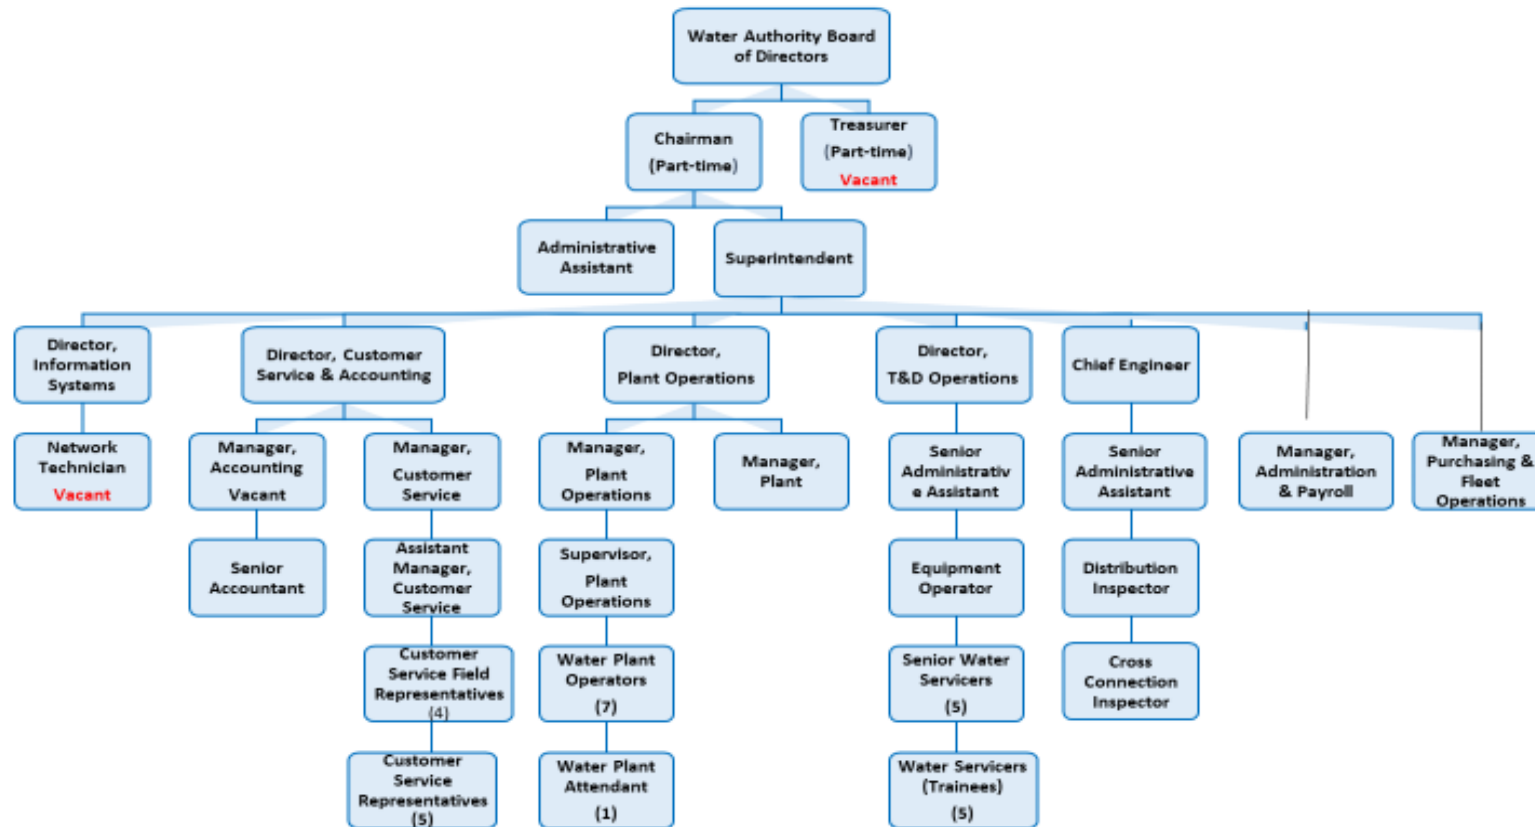 Water Authority Board
of Directors
Chairman
(Part-time)
Treasurer
(Part-time)
Vacant
Administrative
Assistant
Superintendent
Director,
Information
Systems
Director, Customer
Service & Accounting
Director,
Plant Operations
Director,
T&D Operations
Chief Engineer
Network
Technician
Vacant
Manager,
Accounting
Vacant
Manager,
Customer
Service
Manager,
Plant
Operations
Manager,
Plant
Senior
Administrativ
e Assistant
Senior
Administrative
Assistant
Manager,
Administration
& Payroll
Manager,
Purchasing &
Fleet
Operations
Senior
Accountant
Assistant
Manager,
Customer
Service
Supervisor,
Plant
Operations
Equipment
Operator
Distribution
Inspector
Customer
Service Field
Representatives
(4)
Water Plant
Operators
(7)
Senior Water
Servicers
(5)
Cross
Connection
Inspector
Customer
Service
Representatives
(5)
Water Plant
Attendant
(1)
Water Servicers
(Trainees)
(5)